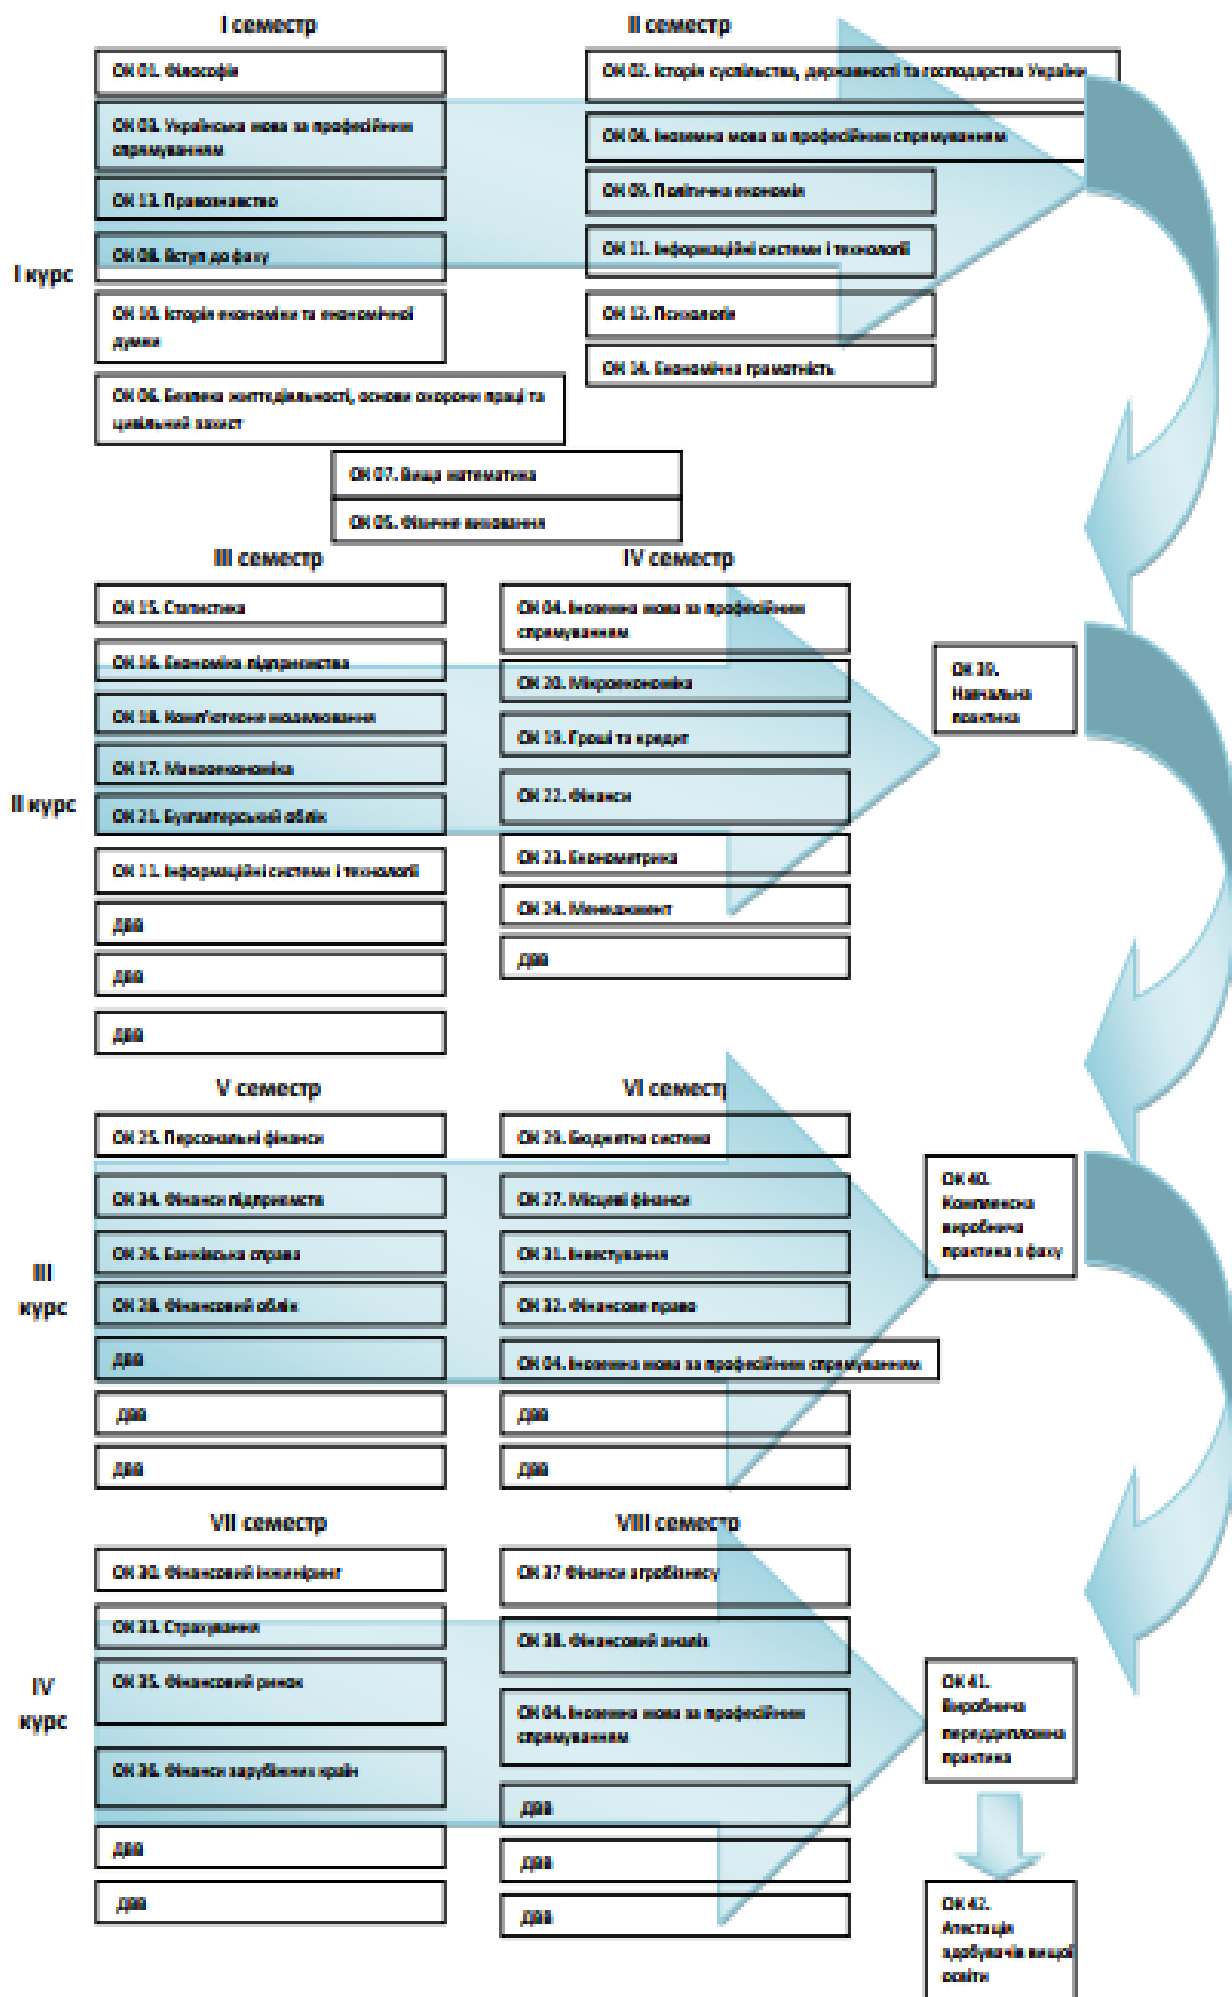 I семестр
ОК 01. Філософія
ОК 03. Українська мова за професійним
спрямуванням
ОК 13. Правознавство
ОК 08. Вступ до фаху
I курс
ОК 10. Історія економіки та економічної
думки
ОК 06. Безпека життєдіяльності, основи охорони праці та
цивільний захист
II семестр
ОК 02. Історія суспільства, державності та господарства України
ОК 04. Іноземна мова за професійним спрямуванням
ОК 09. Політична економія
ОК 11. Інформаційні системи і технології
ОК 12. Психологія
ОК 14. Економічна грамотність
ОК 07. Вища математика
ОК 05. Фізичне виховання
III семестр
ОК 15. Статистика
ОК 16. Економіка підприємства
ОК 18. Комп'ютерне моделювання
ОК 17. Макроекономіка
II курс
ОК 21. Бухгалтерський облік
ОК 11. Інформаційні системи і технології
ДВВ
ДВВ
ДВВ
IV семестр
ОК 04. Іноземна мова за професійним
спрямуванням
ОК 20. Мікроекономіка
ОК 19. Гроші та кредит
ОК 22. Фінанси
ОК 23. Економетрика
ОК 24. Менеджмент
ДВВ
ОК 39.
Навчальна
практика
V семестр
ОК 25. Персональні фінанси
ОК 34. Фінанси підприємств
ОК 26. Банківська справа
III
курс
ОК 28. Фінансовий облік
ДВВ
ДВВ
ДВВ
VI семестр
ОК 29. Бюджетна система
ОК 27. Місцеві фінанси
ОК 31. Інвестування
ОК 32. Фінансове право
ОК 04. Іноземна мова за професійним спрямуванням
ДВВ
ДВВ
ОК 40.
Комплексна
виробнича
практика з фаху
VII семестр
ОК 30. Фінансовий інжиніринг
ОК 33. Страхування
ОК 35. Фінансовий ринок
IV
курс
ОК 36. Фінанси зарубіжних країн
ДВВ
ДВВ
VIII семестр
ОК 37 Фінанси агробізнесу
ОК 38. Фінансовий аналіз
ОК 04. Іноземна мова за професійним
спрямуванням
ДВВ
ДВВ
ДВВ
ОК 41.
Виробнича
переддипломна
практика
ОК 42.
Атестація
здобувачів вищої
освіти